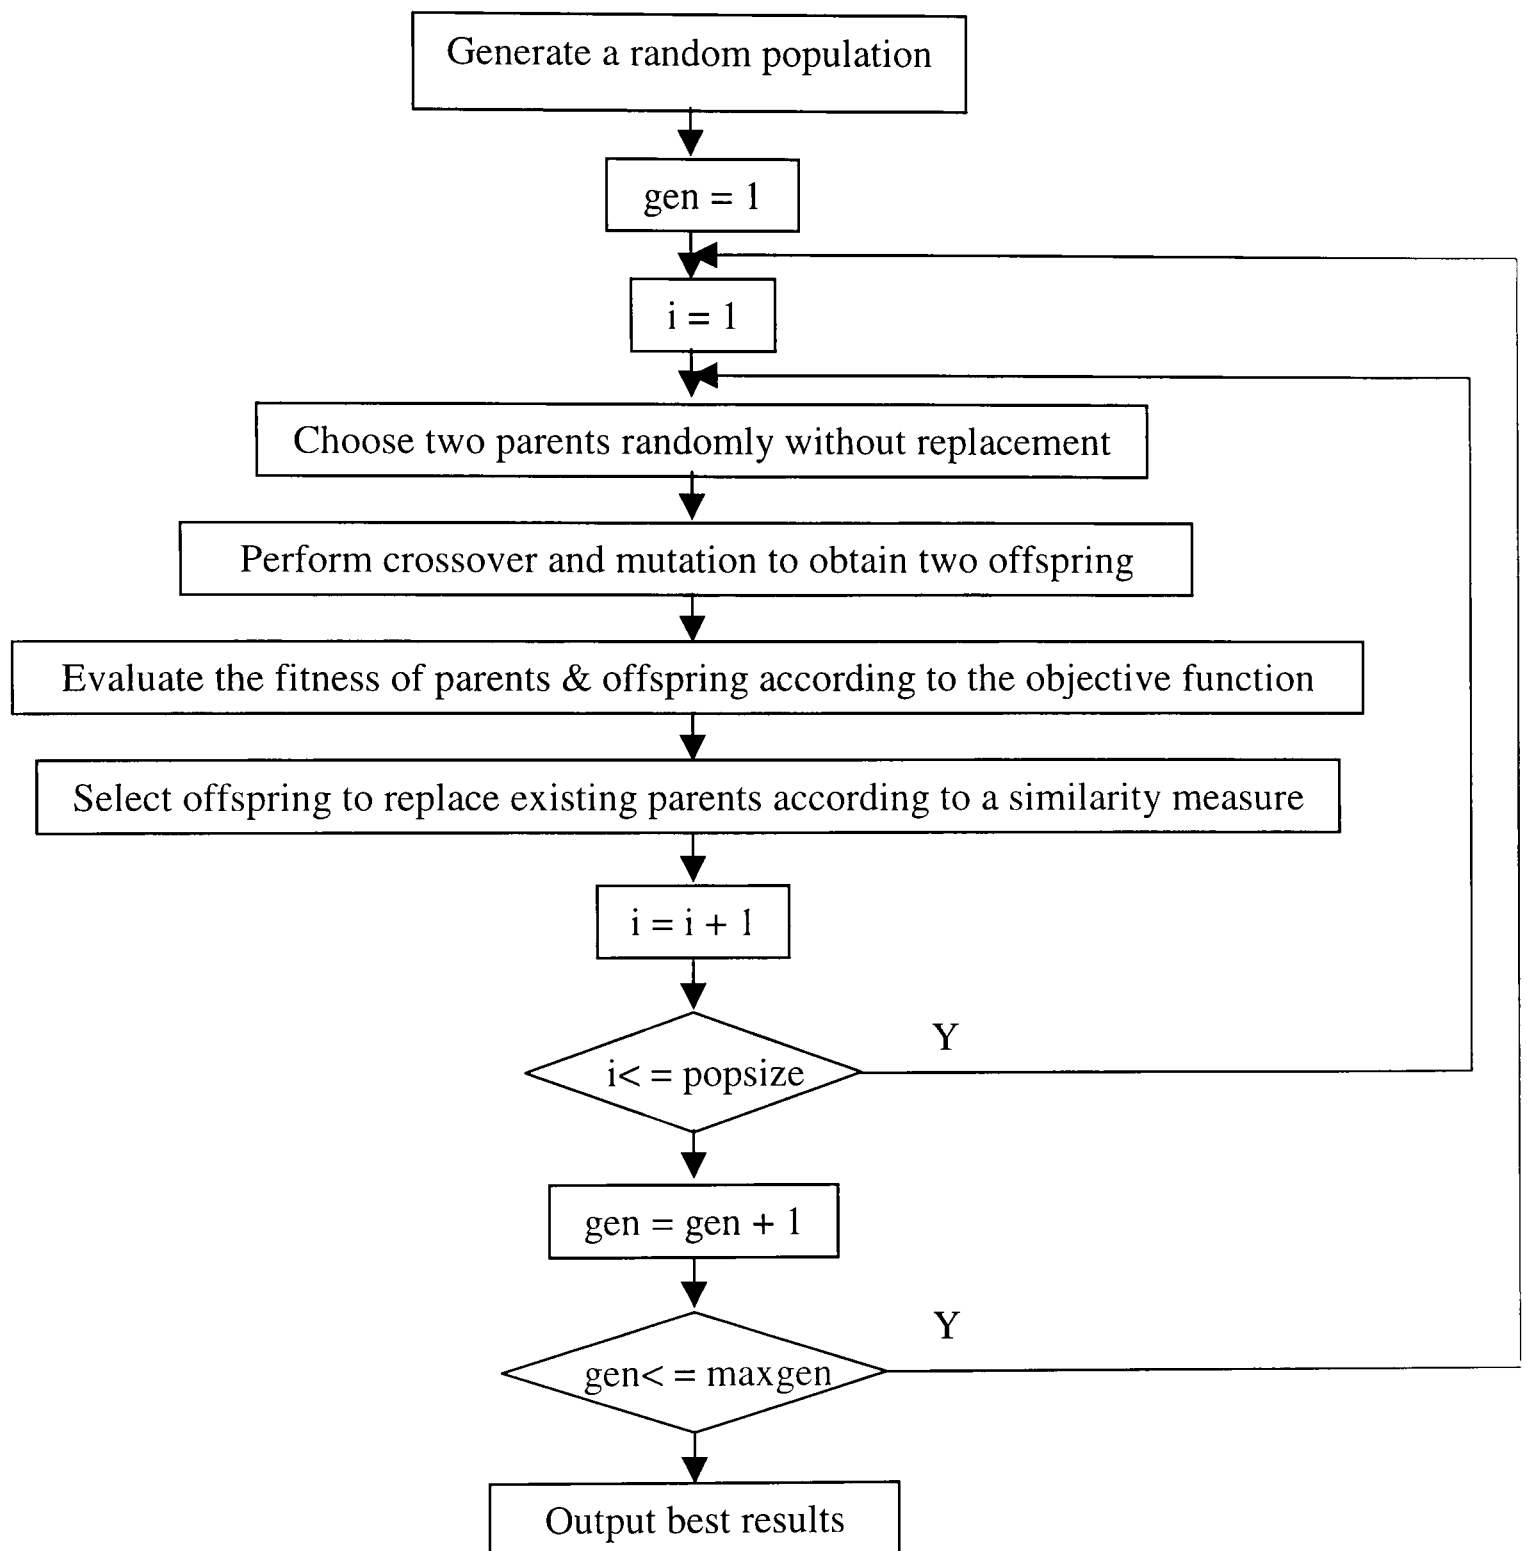 Generate a random population
gen = 1
i = 1
Choose two parents randomly without replacement
Perform crossover and mutation to obtain two offspring
Evaluate the fitness of parents & offspring according to the objective function
Select offspring to replace existing parents according to a similarity measure
i = i + 1
Y
i< = popsize
gen = gen + 1
Y
gen< = maxgen
Output best results